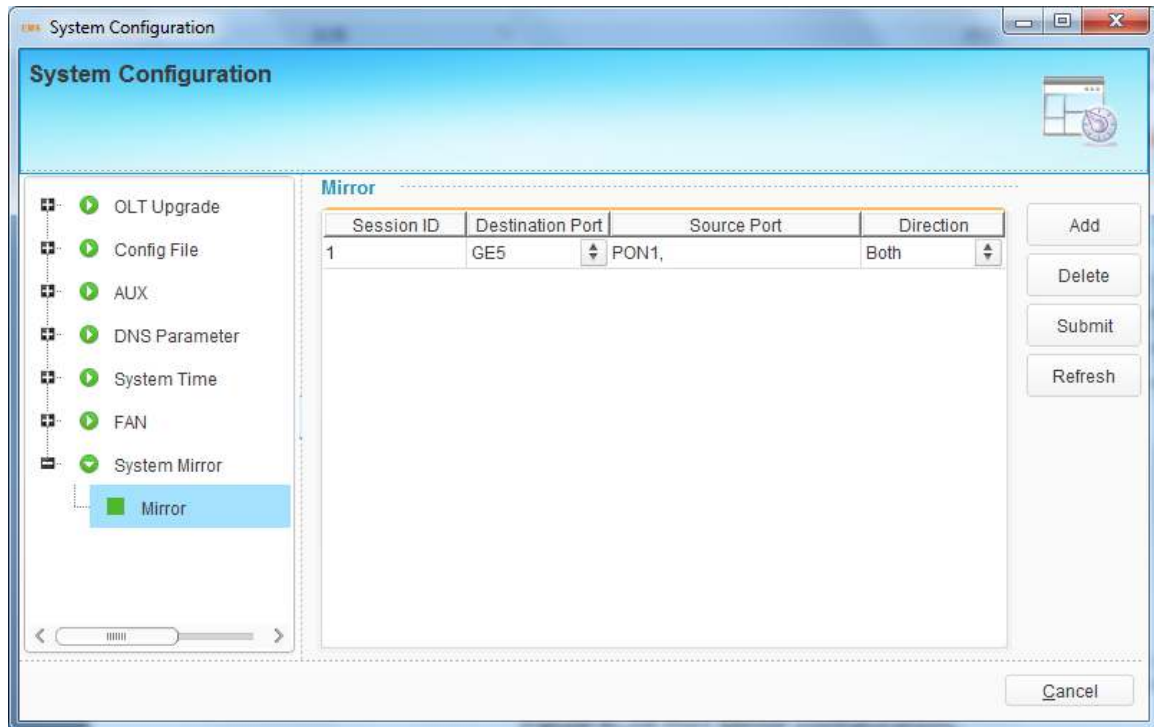 EMS System Configuration
System Configuration
OLT Upgrade
Config File
AUX
DNS Parameter
System Time
FAN
System Mirror
Mirror
Mirror
Session ID Destination Port Source Port Direction
1 GE5 PON1, Both
Add
Delete
Submit
Refresh
Cancel